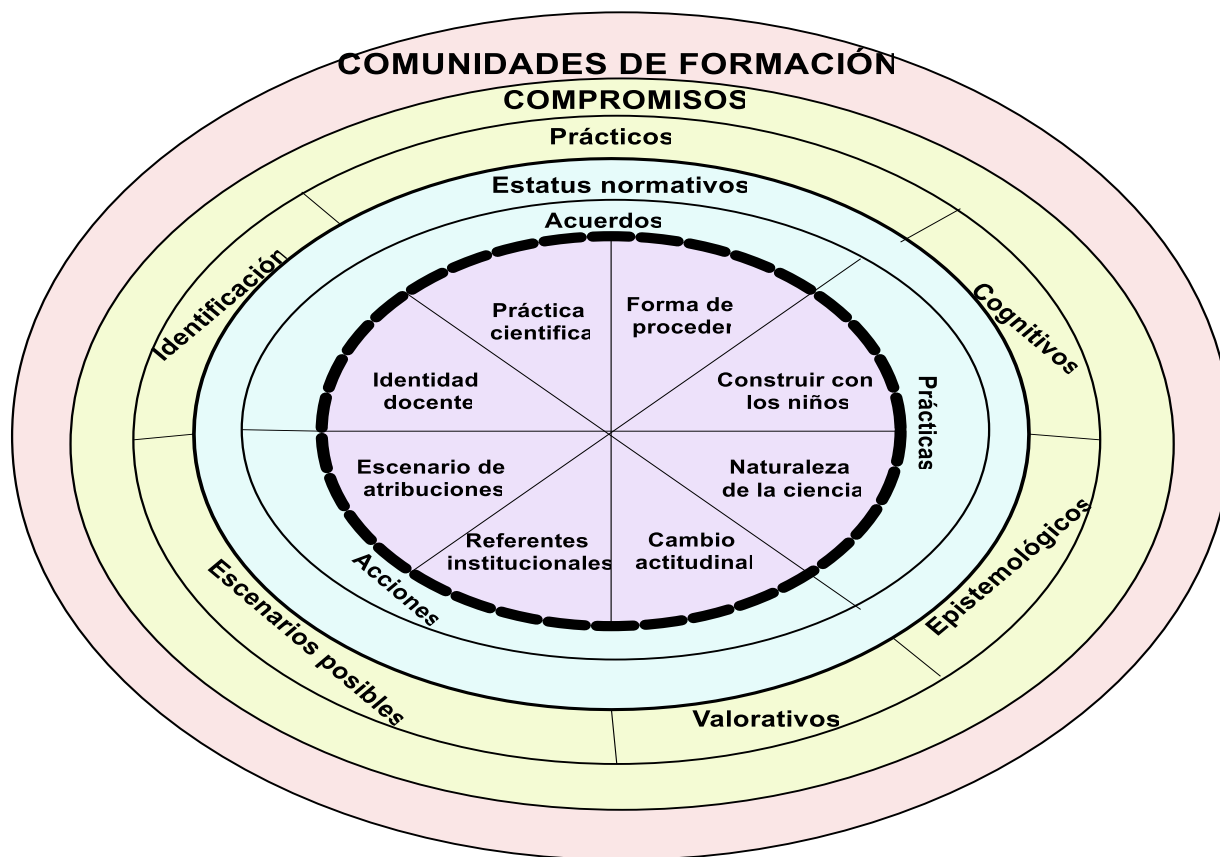 COMUNIDADES DE FORMACIÓN
COMPROMISOS
Prácticos
Estatus normativos
Acuerdos
Identificación
Cognitivos
Práctica
cientifica
Forma de
proceder
Identidad
docente
Construir con
los niños
Prácticas
Escenario de
atribuciones
Naturaleza
de la ciencia
Referentes
institucionales
Cambio
actitudinal
Acciones
Epistemológicos
Escenarios posibles
Valorativos